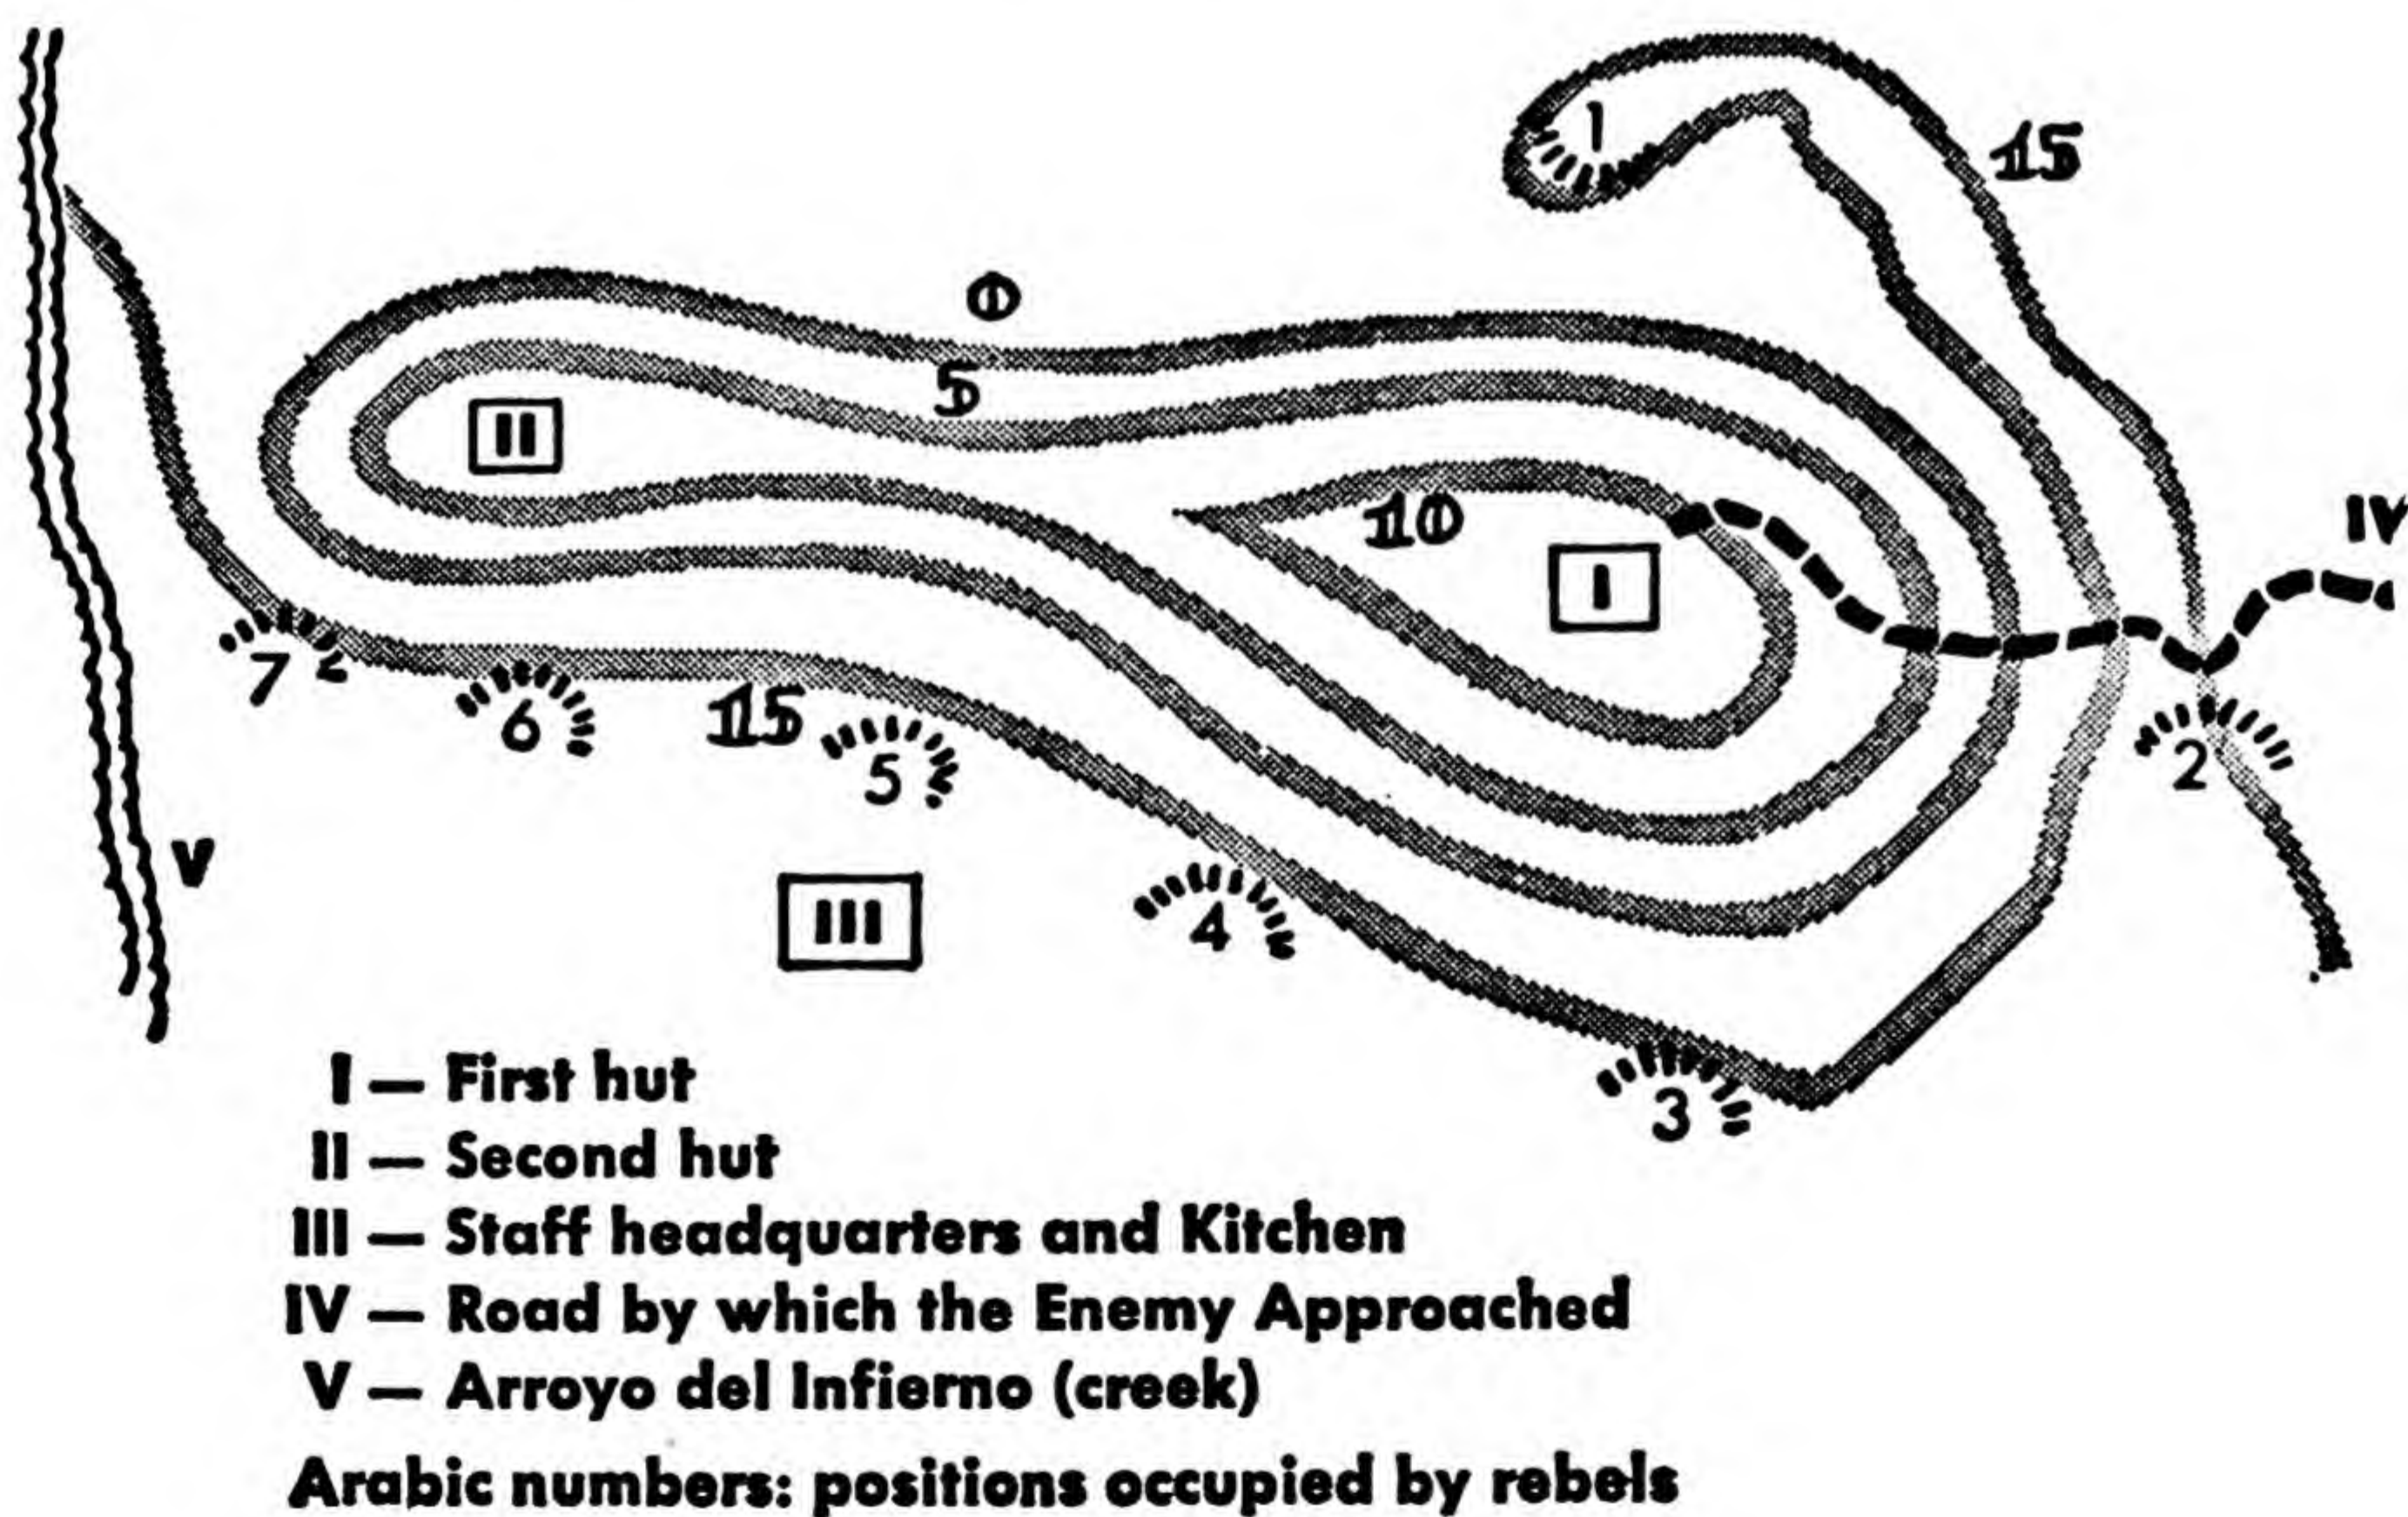 1
15
0
5
II
10
I
IV
7
6
15
5
2
V
III
4
3
I — First hut
II — Second hut
III — Staff headquarters and Kitchen
IV — Road by which the Enemy Approached
V — Arroyo del Infierno (creek)
Arabic numbers: positions occupied by rebels